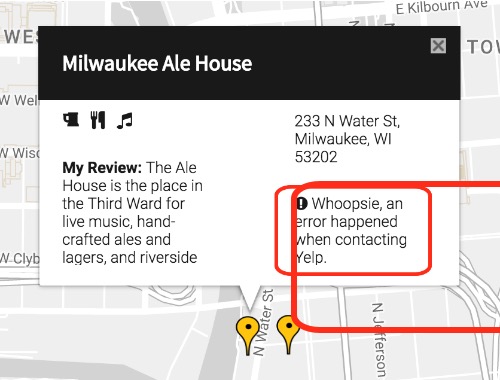 E Kilbourn Ave
WES
TOW
Milwaukee Ale House
W Wel
W Wisc
My Review: The Ale
House is the place in
the Third Ward for
live music, hand-
crafted ales and
lagers, and riverside
233 N Water St,
Milwaukee, WI
53202
Whoopsie, an
error happened
when contacting
Yelp.
W Clyb
N Water St
N Jefferson